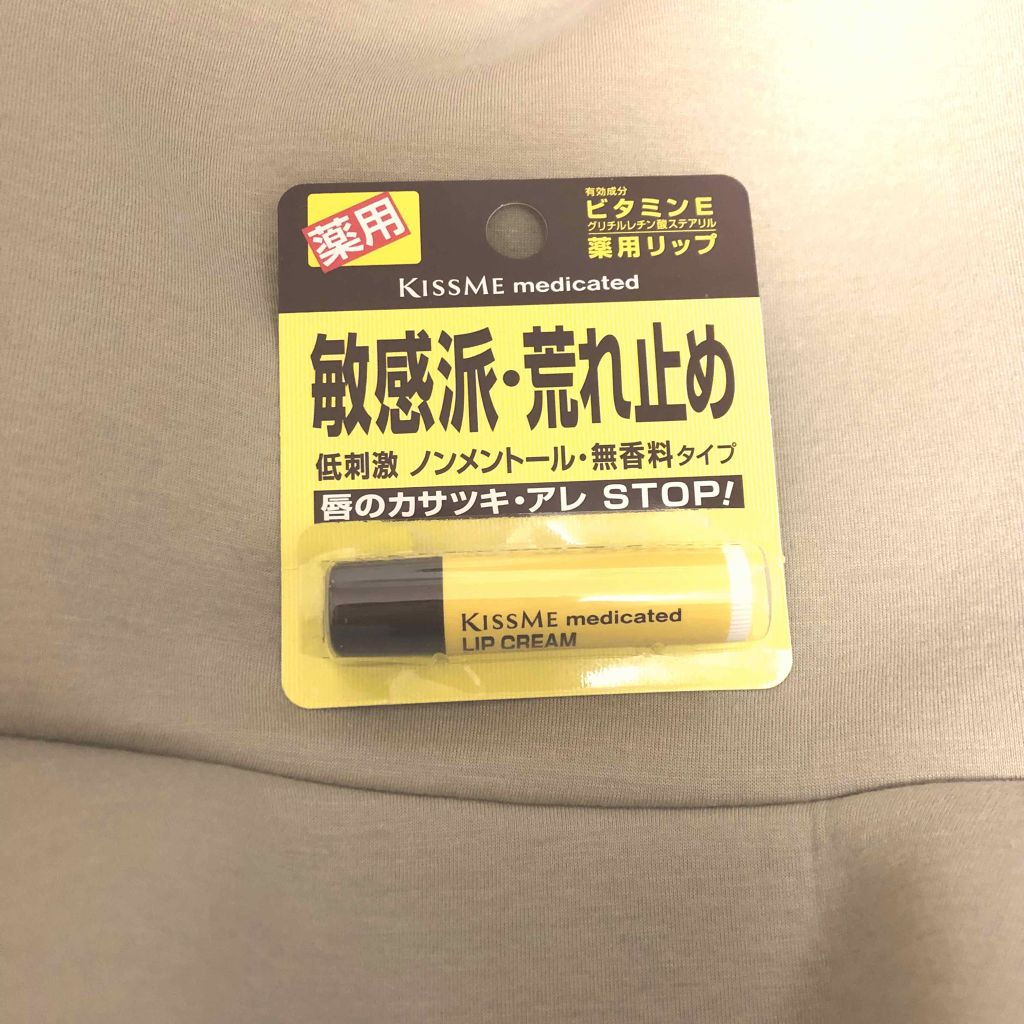 薬用
有効成分
ビタミンE
グリチルレチン酸ステアリル
薬用リップ
KISSME medicated
敏感派・荒れ止め
低刺激 ノンメントール・無香料タイプ
唇のカサツキ・アレ STOP!
KISSME medicated
LIP CREAM